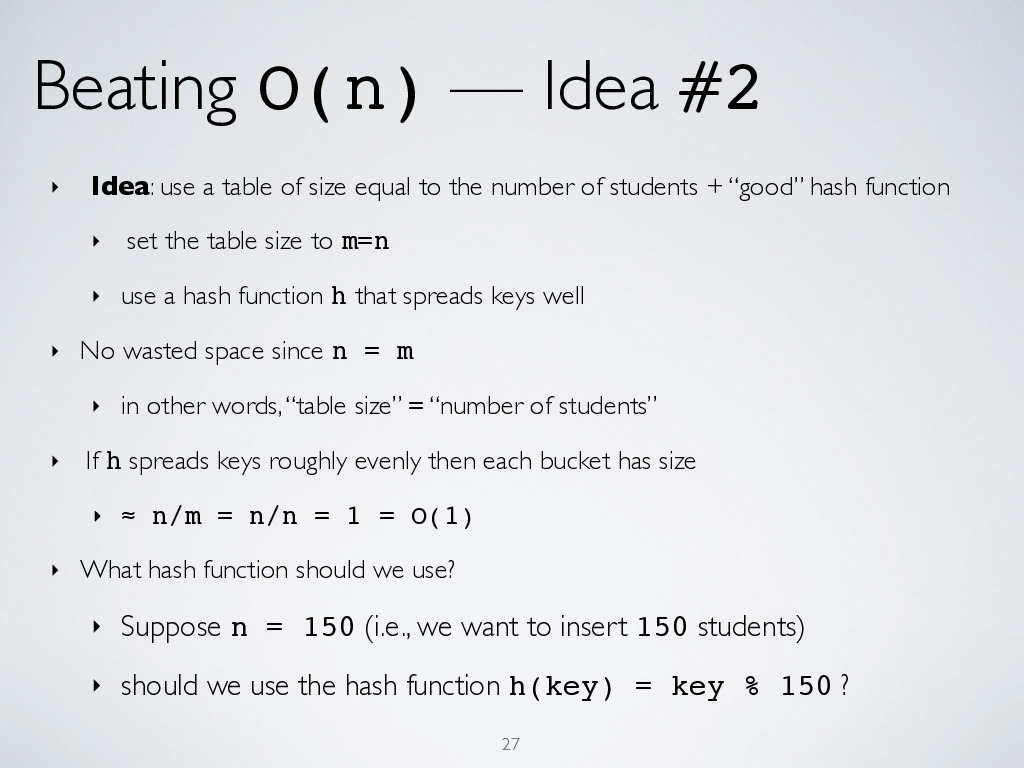 Beating O(n) — Idea #2
‣ Idea: use a table of size equal to the number of students + “good” hash function
‣ set the table size to m=n
‣ use a hash function h that spreads keys well
‣ No wasted space since n = m
‣ in other words, “table size” = “number of students”
‣ If h spreads keys roughly evenly then each bucket has size
‣ ≈ n/m = n/n = 1 = O(1)
‣ What hash function should we use?
‣ Suppose n = 150 (i.e., we want to insert 150 students)
‣ should we use the hash function h(key) = key % 150 ?
27